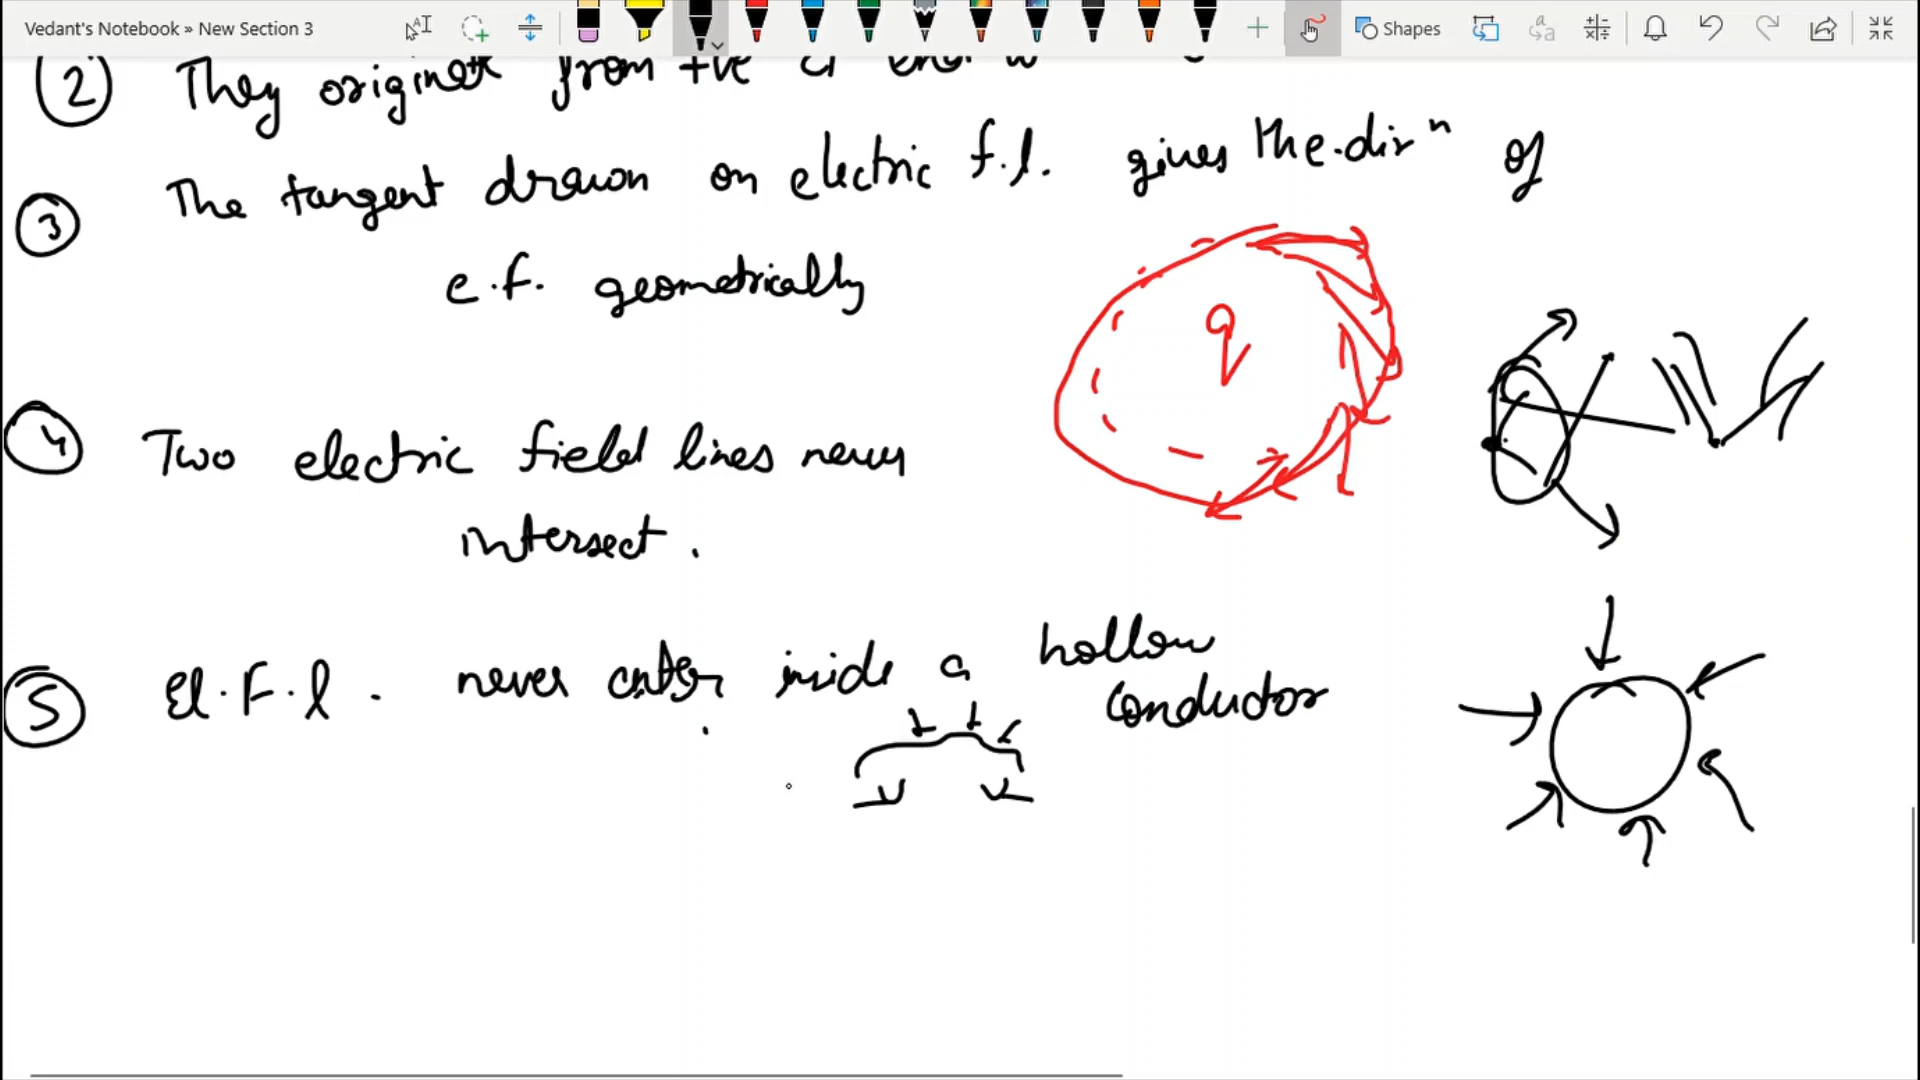 Vedant's Notebook » New Section 3
Shapes
② They originate from +ve
③ The tangent drawn on electric f.l. gives the dirⁿ of
e.f. geometrically
q
④ Two electric field lines never
intersect.
⑤ El.F.l. never enter inside a hollow
conductor